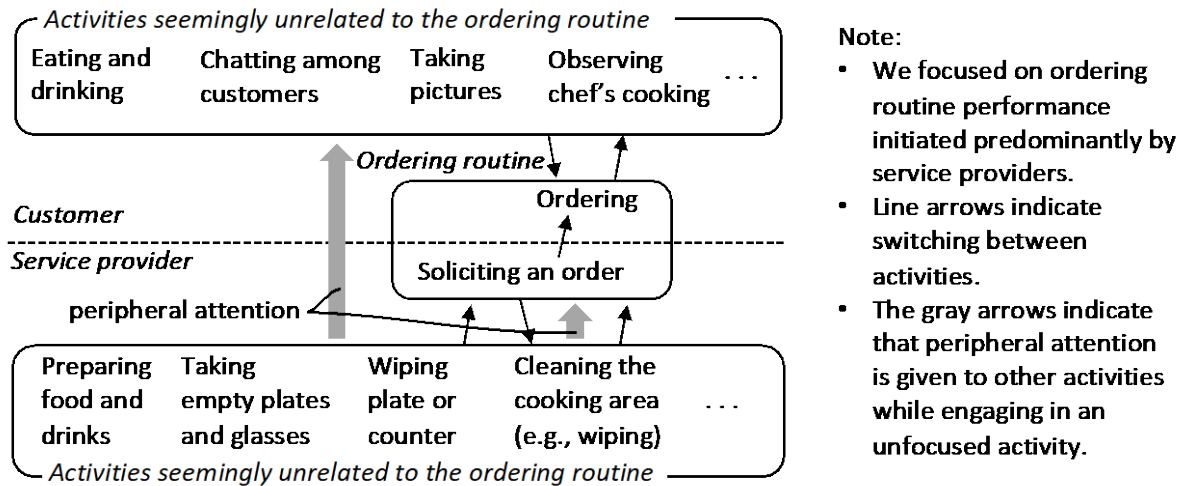 Activities seemingly unrelated to the ordering routine
Eating and
drinking
Chatting among
customers
Taking
pictures
Observing
chef’s cooking
...
Ordering routine
Ordering
Customer
Service provider
Soliciting an order
peripheral attention
Preparing
food and
drinks
Taking
empty plates
and glasses
Wiping
plate or
counter
Cleaning the
cooking area
(e.g., wiping)
...
Activities seemingly unrelated to the ordering routine
Note:
• We focused on ordering
routine performance
initiated predominantly by
service providers.
• Line arrows indicate
switching between
activities.
• The gray arrows indicate
that peripheral attention
is given to other activities
while engaging in an
unfocused activity.